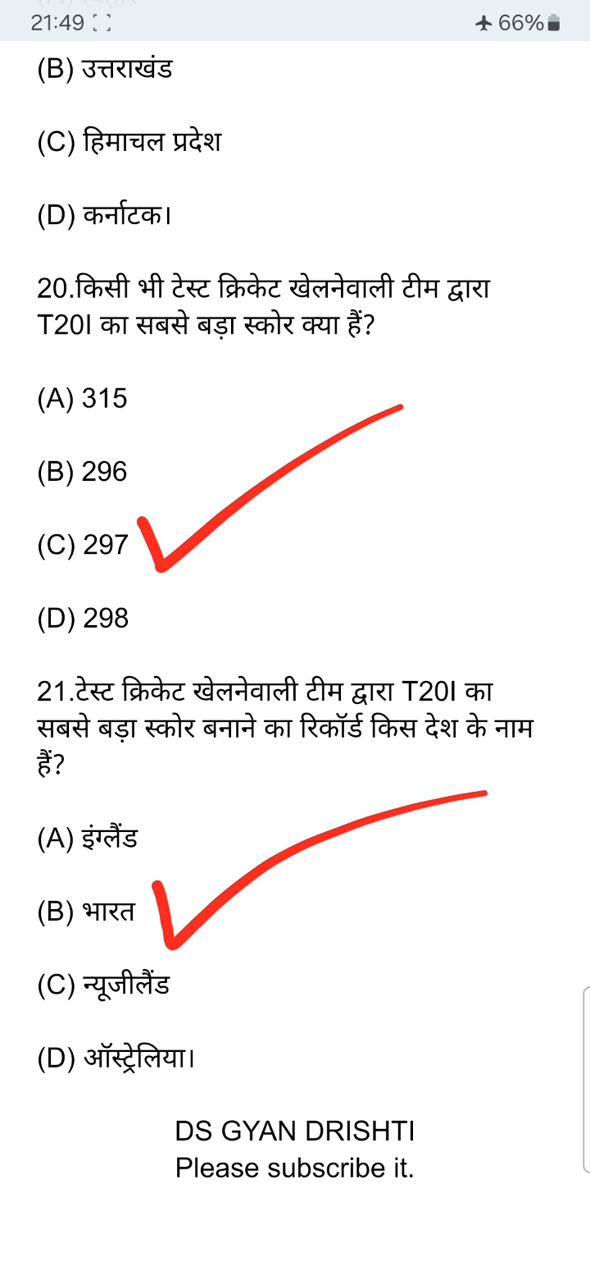 21:49
66%
(B) उत्तराखंड
(C) हिमाचल प्रदेश
(D) कर्नाटक।
20.किसी भी टेस्ट क्रिकेट खेलनेवाली टीम द्वारा
T20I का सबसे बड़ा स्कोर क्या हैं?
(A) 315
(B) 296
(C) 297
(D) 298
21.टेस्ट क्रिकेट खेलनेवाली टीम द्वारा T20I का
सबसे बड़ा स्कोर बनाने का रिकॉर्ड किस देश के नाम
हैं?
(A) इंग्लैंड
(B) भारत
(C) न्यूजीलैंड
(D) ऑस्ट्रेलिया।
DS GYAN DRISHTI
Please subscribe it.